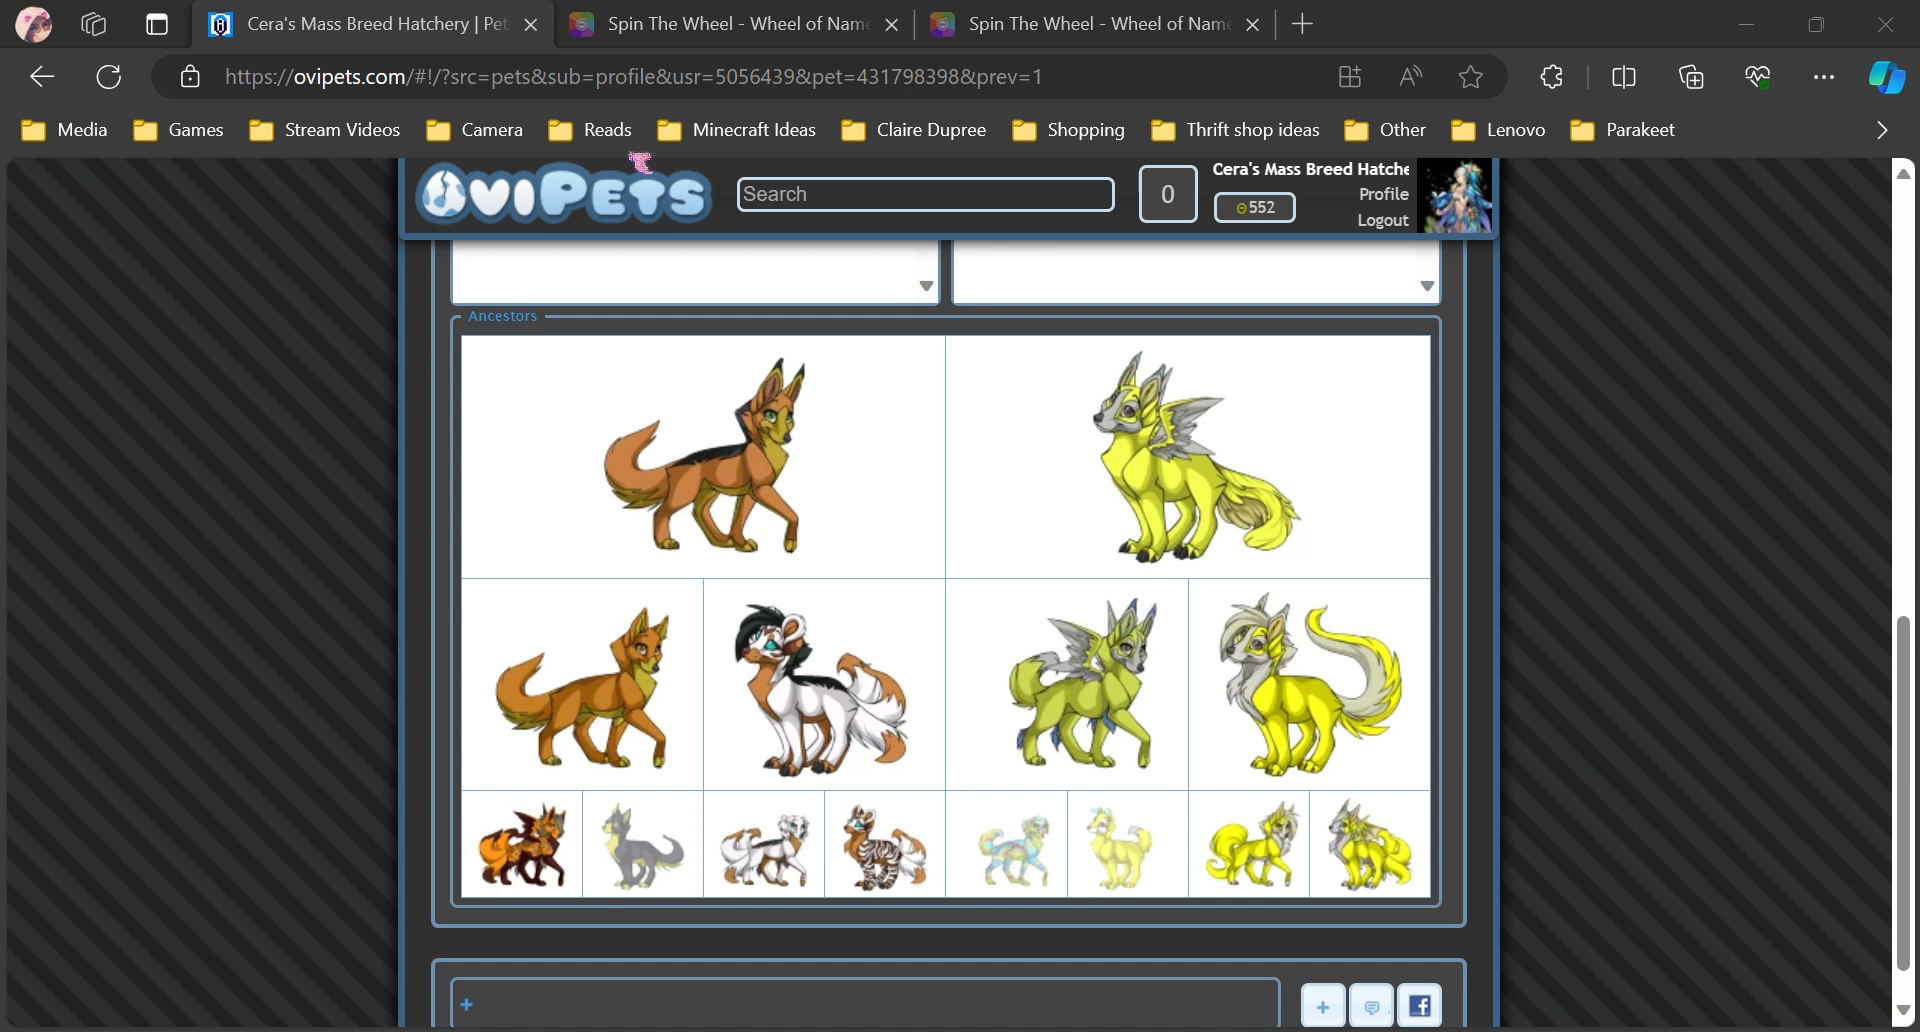 Cera's Mass Breed Hatchery | Pet
Spin The Wheel - Wheel of Name
Spin The Wheel - Wheel of Name
https://ovipets.com/#!/?src=pets&sub=profile&usr=5056439&pet=431798398&prev=1
Media
Games
Stream Videos
Camera
Reads
Minecraft Ideas
Claire Dupree
Shopping
Thrift shop ideas
Other
Lenovo
Parakeet
OviPets
Search
0
Cera's Mass Breed Hatche
552
Profile
Logout
Ancestors